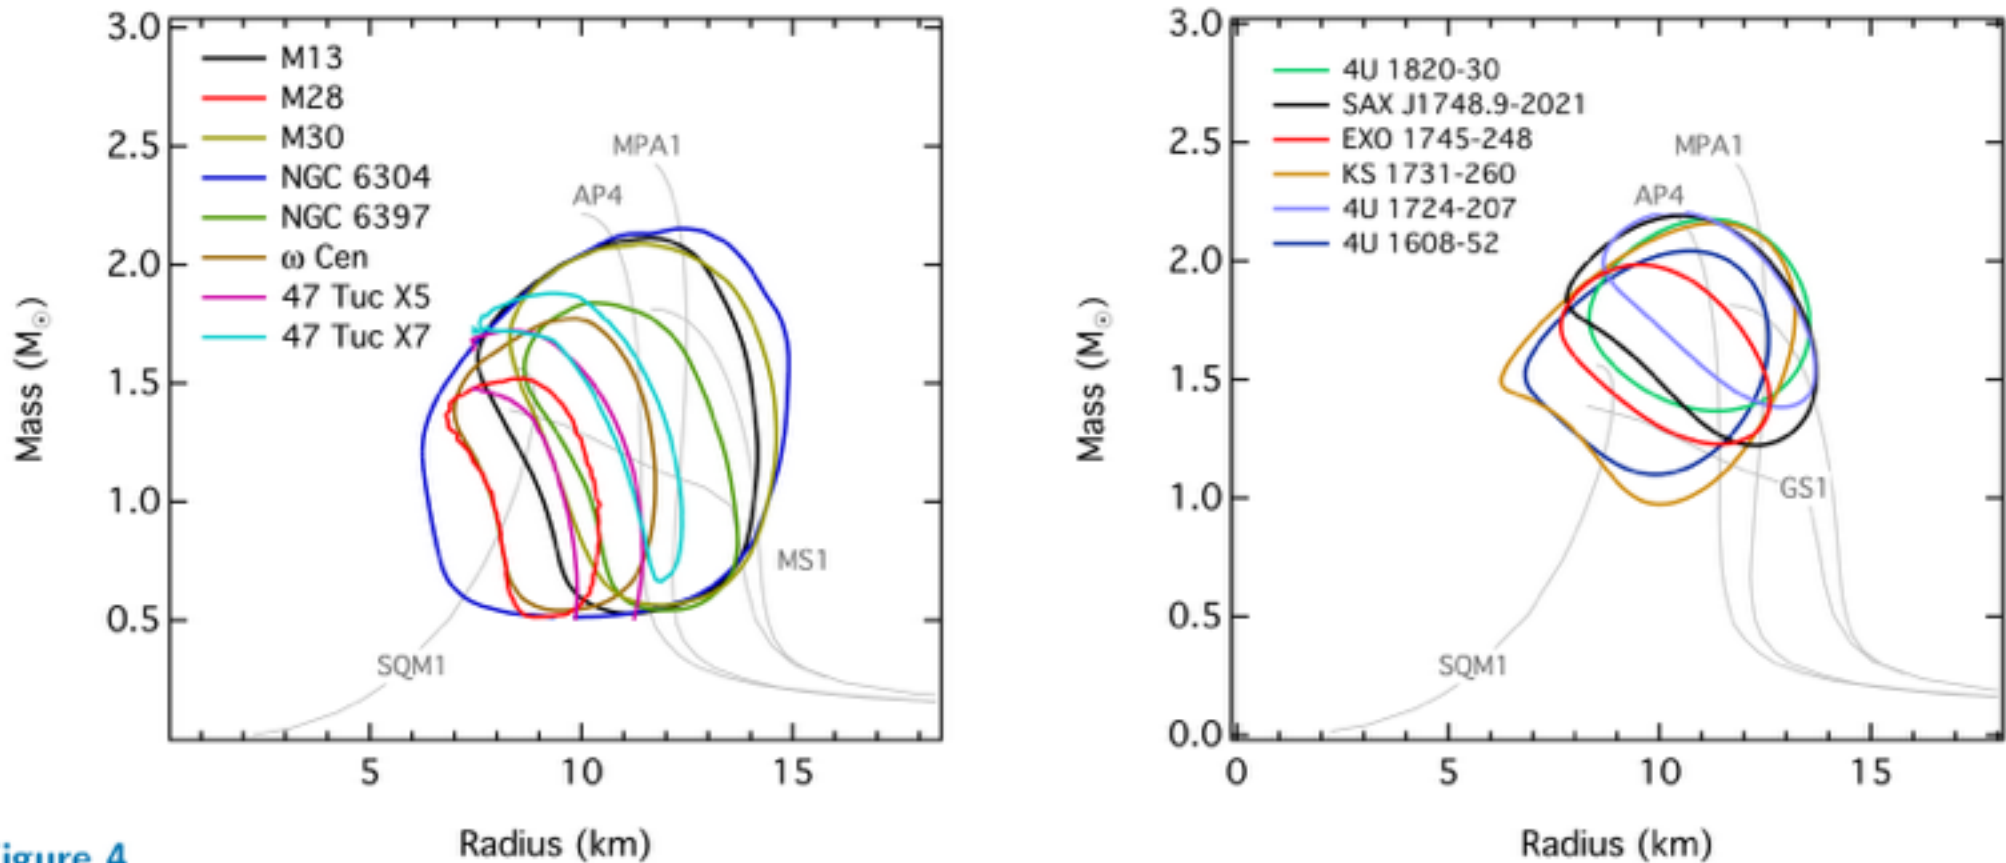 3.0
2.5
2.0
1.5
1.0
0.5
Mass (M☉)
M13
M28
M30
NGC 6304
NGC 6397
ω Cen
47 Tuc X5
47 Tuc X7
MPA1
AP4
MS1
SQM1
5 10 15
Radius (km)
3.0
2.5
2.0
1.5
1.0
0.5
0.0
Mass (M☉)
4U 1820-30
SAX J1748.9-2021
EXO 1745-248
KS 1731-260
4U 1724-207
4U 1608-52
MPA1
AP4
GS1
SQM1
0 5 10 15
Radius (km)
igure 4